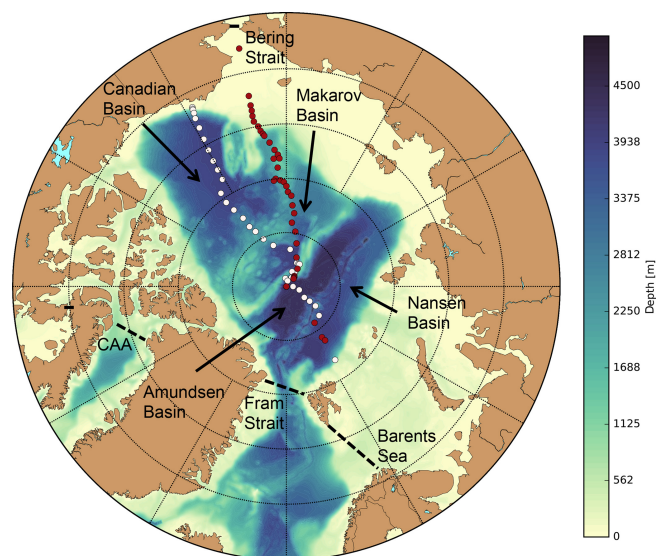 Bering
Strait
Canadian
Basin
Makarov
Basin
Nansen
Basin
CAA
Amundsen
Basin
Fram
Strait
Barents
Sea
4500
3938
3375
2812
2250
1688
1125
562
0
Depth [m]